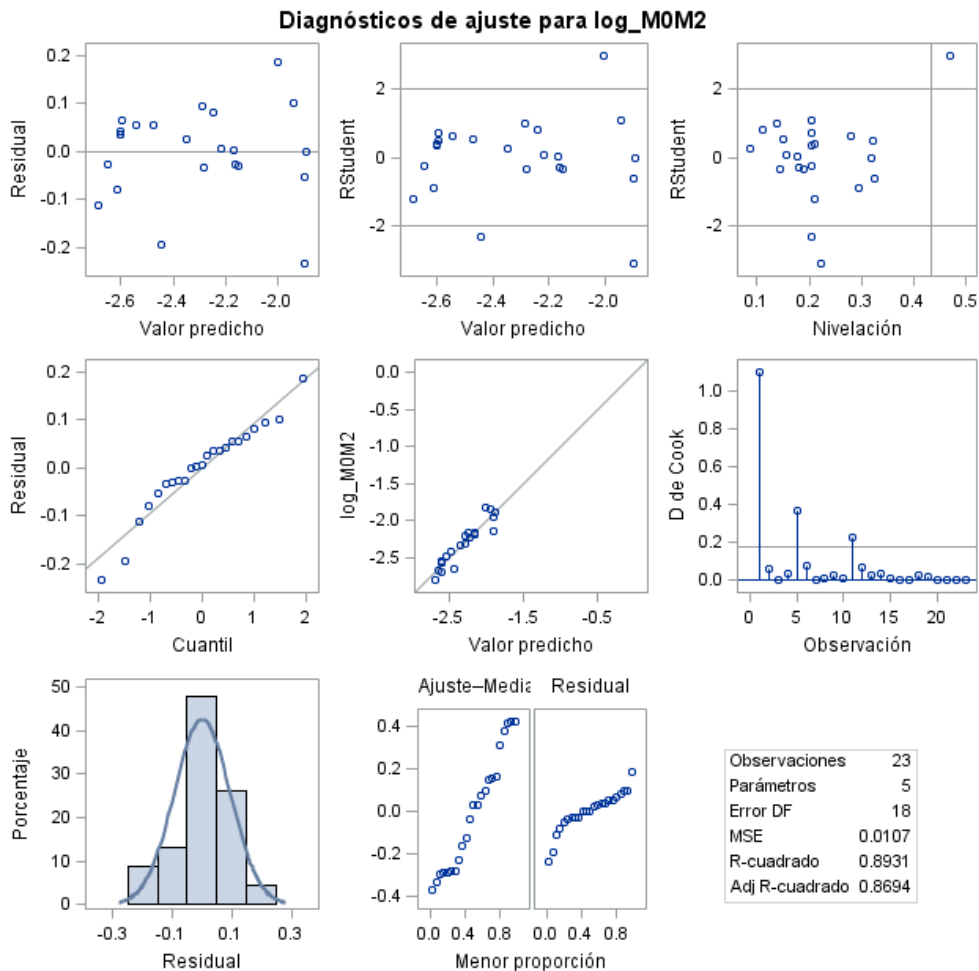 Diagnósticos de ajuste para log_M0M2
0.2
0.1
0.0
-0.1
-0.2
Residual
-2.6 -2.4 -2.2 -2.0
Valor predicho
2
0
-2
RStudent
-2.6 -2.4 -2.2 -2.0
Valor predicho
2
0
-2
RStudent
0.1 0.2 0.3 0.4 0.5
Nivelación
0.2
0.1
0.0
-0.1
-0.2
Residual
-2 -1 0 1 2
Cuantil
0.0
-0.5
-1.0
-1.5
-2.0
-2.5
log_M0M2
-2.5 -1.5 -0.5
Valor predicho
1.0
0.8
0.6
0.4
0.2
0.0
D de Cook
0 5 10 15 20
Observación
50
40
30
20
10
0
Porcentaje
-0.3 -0.1 0.1 0.3
Residual
Ajuste–Media Residual
0.4
0.2
0.0
-0.2
-0.4
0.0 0.4 0.8 0.0 0.4 0.8
Menor proporción
Observaciones 23
Parámetros 5
Error DF 18
MSE 0.0107
R-cuadrado 0.8931
Adj R-cuadrado 0.8694